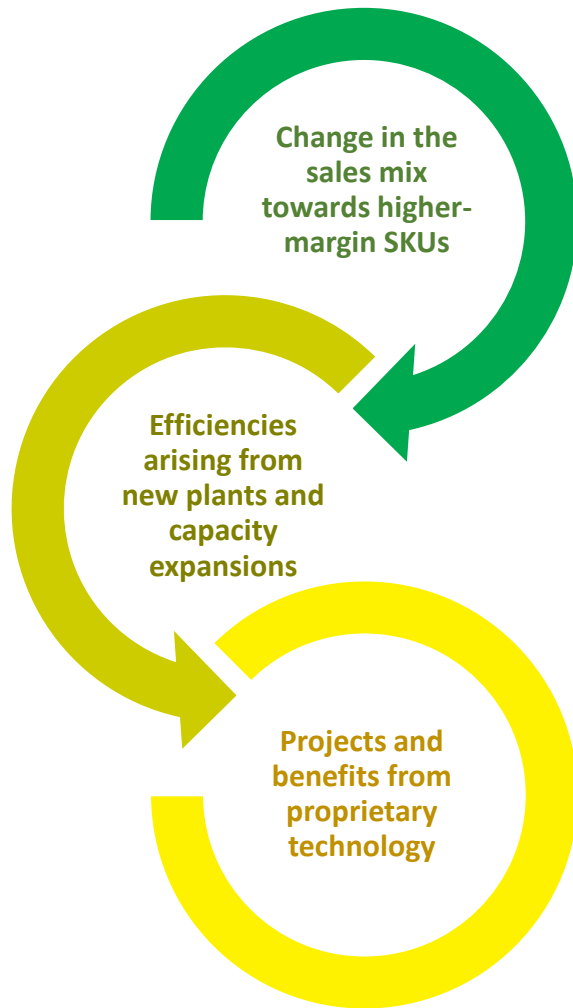 Change in the
sales mix
towards higher-
margin SKUs
Efficiencies
arising from
new plants and
capacity
expansions
Projects and
benefits from
proprietary
technology